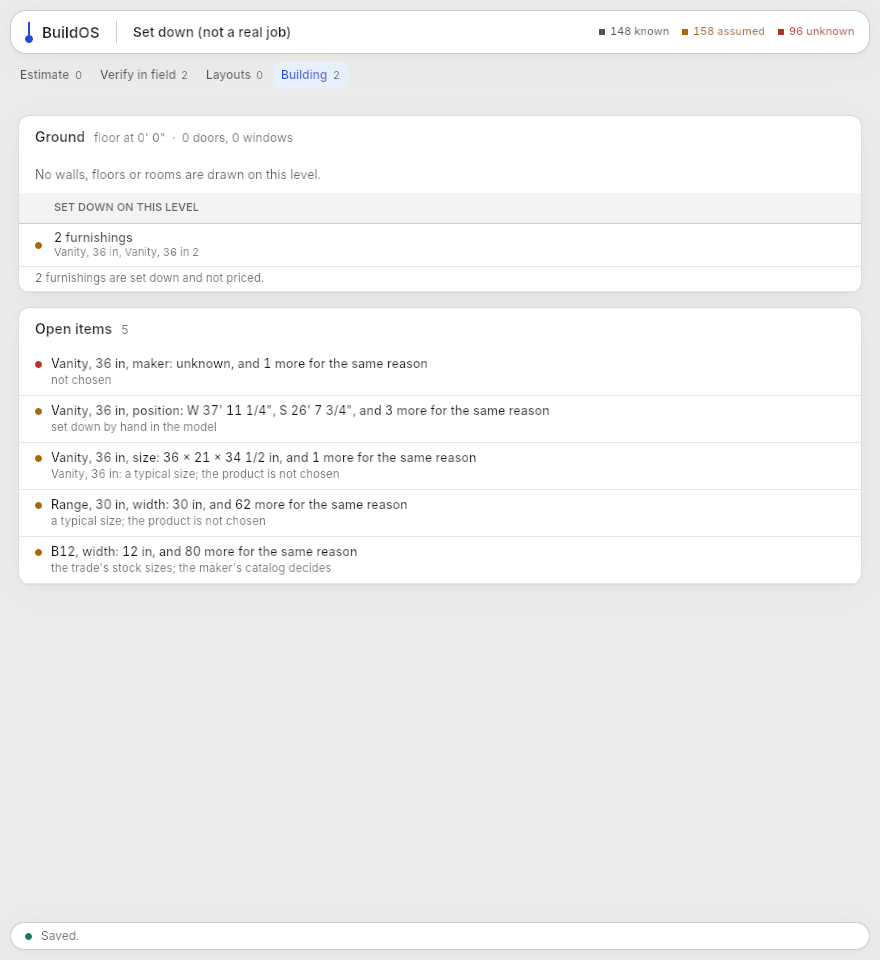 BuildOS
Set down (not a real job)
148 known
158 assumed
96 unknown
Estimate 0
Verify in field 2
Layouts 0
Building 2
Ground floor at 0' 0" · 0 doors, 0 windows
No walls, floors or rooms are drawn on this level.
SET DOWN ON THIS LEVEL
2 furnishings
Vanity, 36 in, Vanity, 36 in 2
2 furnishings are set down and not priced.
Open items 5
Vanity, 36 in, maker: unknown, and 1 more for the same reason
not chosen
Vanity, 36 in, position: W 37' 11 1/4", S 26' 7 3/4", and 3 more for the same reason
set down by hand in the model
Vanity, 36 in, size: 36 × 21 × 34 1/2 in, and 1 more for the same reason
Vanity, 36 in: a typical size; the product is not chosen
Range, 30 in, width: 30 in, and 62 more for the same reason
a typical size; the product is not chosen
B12, width: 12 in, and 80 more for the same reason
the trade's stock sizes; the maker's catalog decides
Saved.